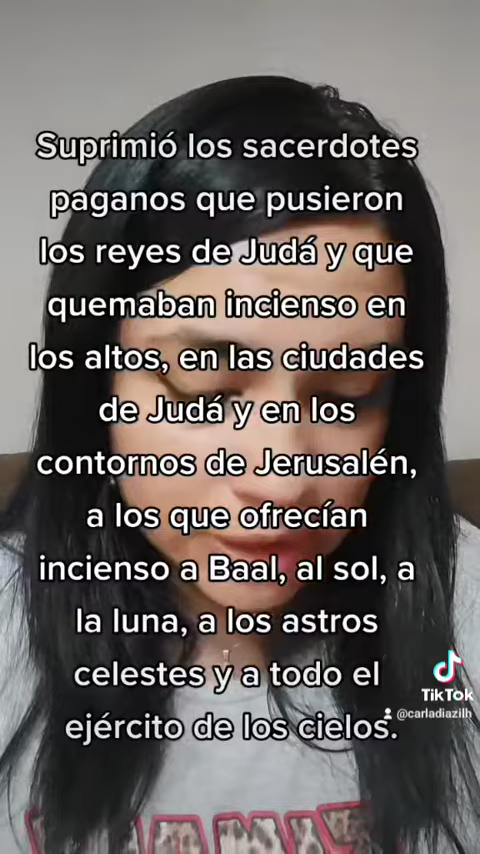 Suprimió los sacerdotes
paganos que pusieron
los reyes de Judá y que
quemaban incienso en
los altos, en las ciudades
de Judá y en los
contornos de Jerusalén,
a los que ofrecían
incienso a Baal, al sol, a
la luna, a los astros
celestes y a todo el
ejército de los cielos.
TikTok
@carladiazilh